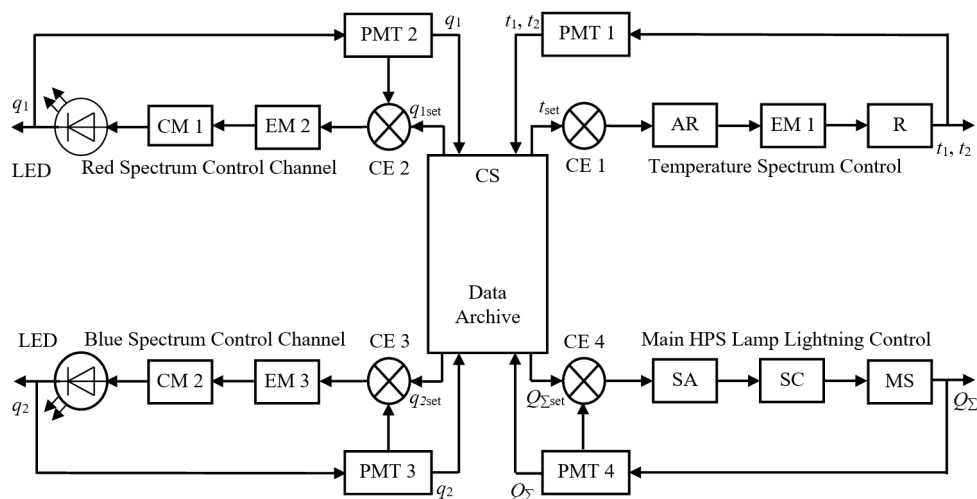 q1
PMT 2
q1
t1, t2
PMT 1
q1set
tset
CM 1
EM 2
AR
EM 1
R
LED
Red Spectrum Control Channel
CE 2
CS
CE 1
Temperature Spectrum Control
t1, t2
Data
Archive
LED
Blue Spectrum Control Channel
CE 3
CE 4
Main HPS Lamp Lightning Control
CM 2
EM 3
SA
SC
MS
q2
q2set
QΣset
QΣ
PMT 3
q2
QΣ
PMT 4